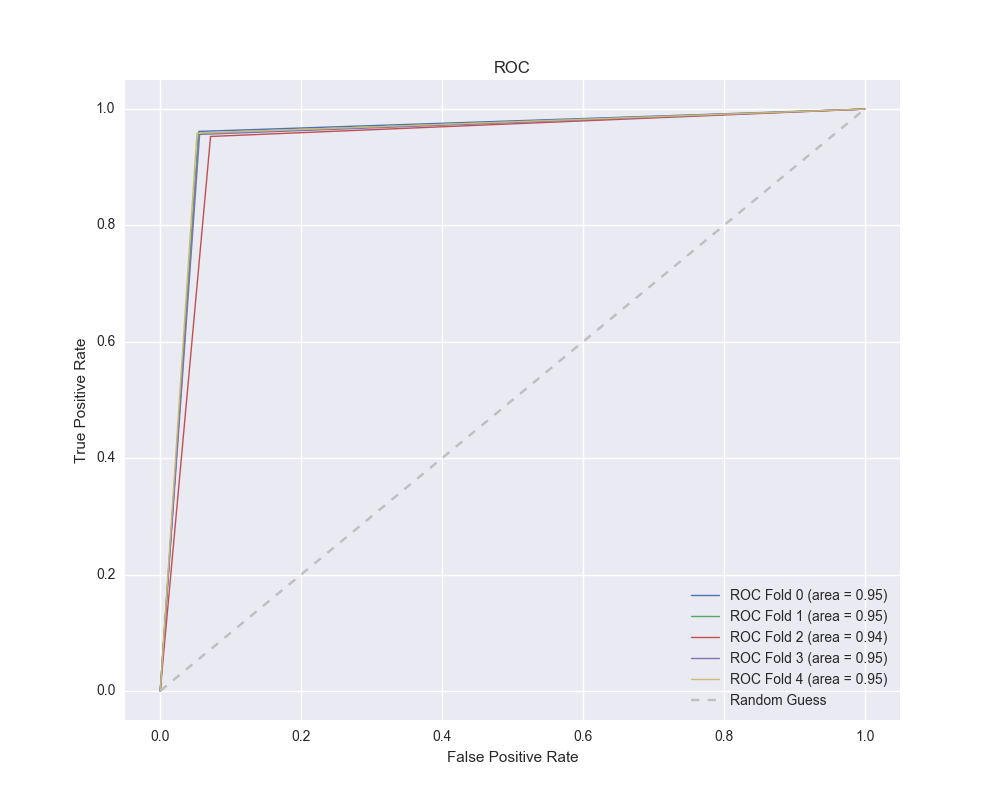 ROC
1.0
0.8
0.6
0.4
0.2
0.0
True Positive Rate
ROC Fold 0 (area = 0.95)
ROC Fold 1 (area = 0.95)
ROC Fold 2 (area = 0.94)
ROC Fold 3 (area = 0.95)
ROC Fold 4 (area = 0.95)
Random Guess
0.0 0.2 0.4 0.6 0.8 1.0
False Positive Rate